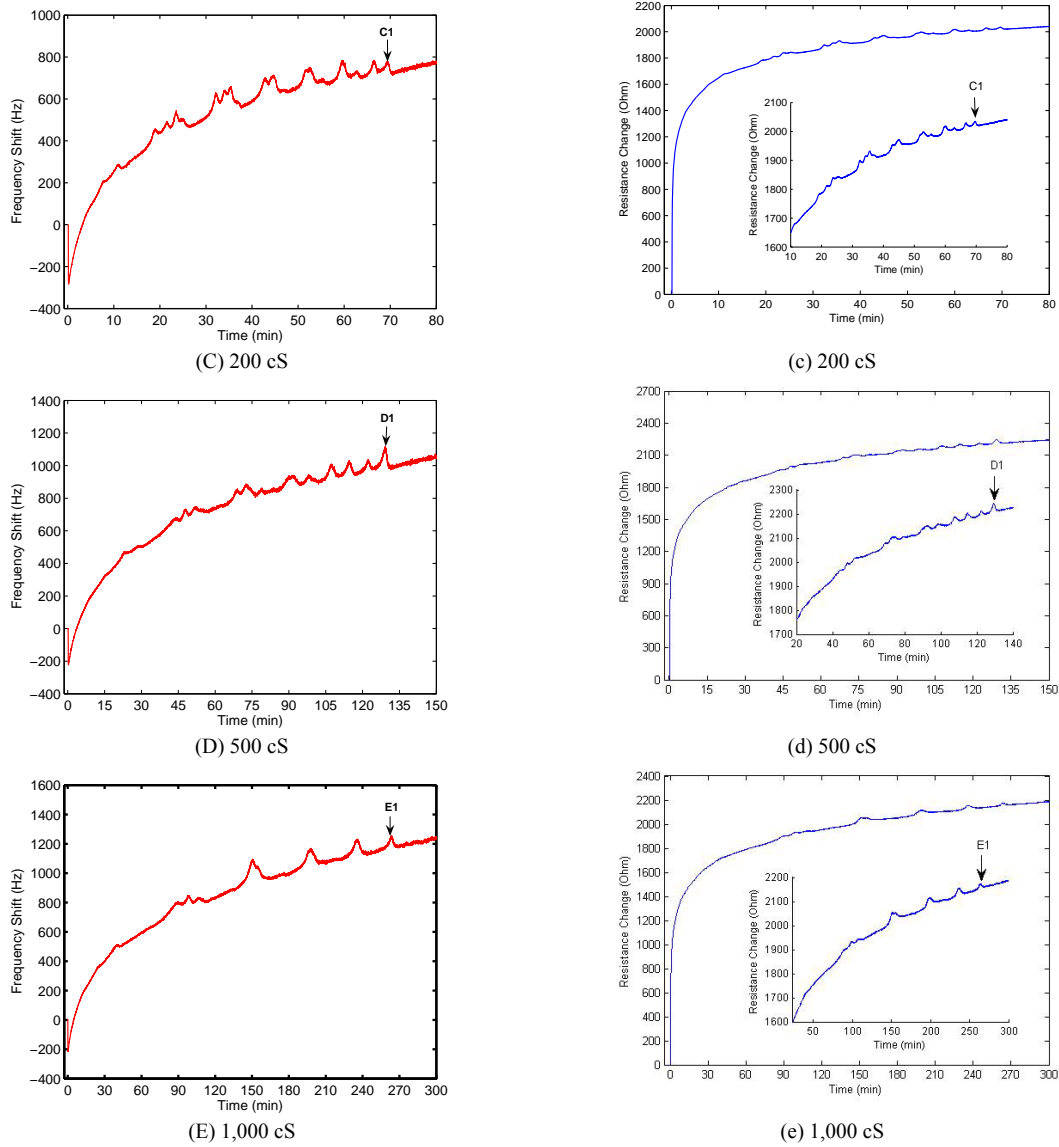 1000
800
600
400
200
0
−200
−400
Frequency Shift (Hz)
C1
0 10 20 30 40 50 60 70 80
Time (min)
(C) 200 cS
2200
2000
1800
1600
1400
1200
1000
800
600
400
200
0
Resistance Change (Ohm)
2100
2000
1900
1800
1700
1600
Resistance Change (Ohm)
C1
10 20 30 40 50 60 70 80
Time (min)
0 10 20 30 40 50 60 70 80
Time (min)
(c) 200 cS
1400
1200
1000
800
600
400
200
0
−200
−400
Frequency Shift (Hz)
D1
0 15 30 45 60 75 90 105 120 135 150
Time (min)
(D) 500 cS
2700
2400
2100
1800
1500
1200
900
600
300
0
Resistance Change (Ohm)
2300
2200
2100
2000
1900
1800
1700
Resistance Change (Ohm)
D1
20 40 60 80 100 120 140
Time (min)
0 15 30 45 60 75 90 105 120 135 150
Time (min)
(d) 500 cS
1600
1400
1200
1000
800
600
400
200
0
−200
−400
Frequency Shift (Hz)
E1
0 30 60 90 120 150 180 210 240 270 300
Time (min)
(E) 1,000 cS
2400
2200
2000
1800
1600
1400
1200
1000
800
600
400
200
0
Resistance Change (Ohm)
2200
2100
2000
1900
1800
1700
1600
Resistance Change (Ohm)
E1
50 100 150 200 250 300
Time (min)
0 30 60 90 120 150 180 210 240 270 300
Time (min)
(e) 1,000 cS